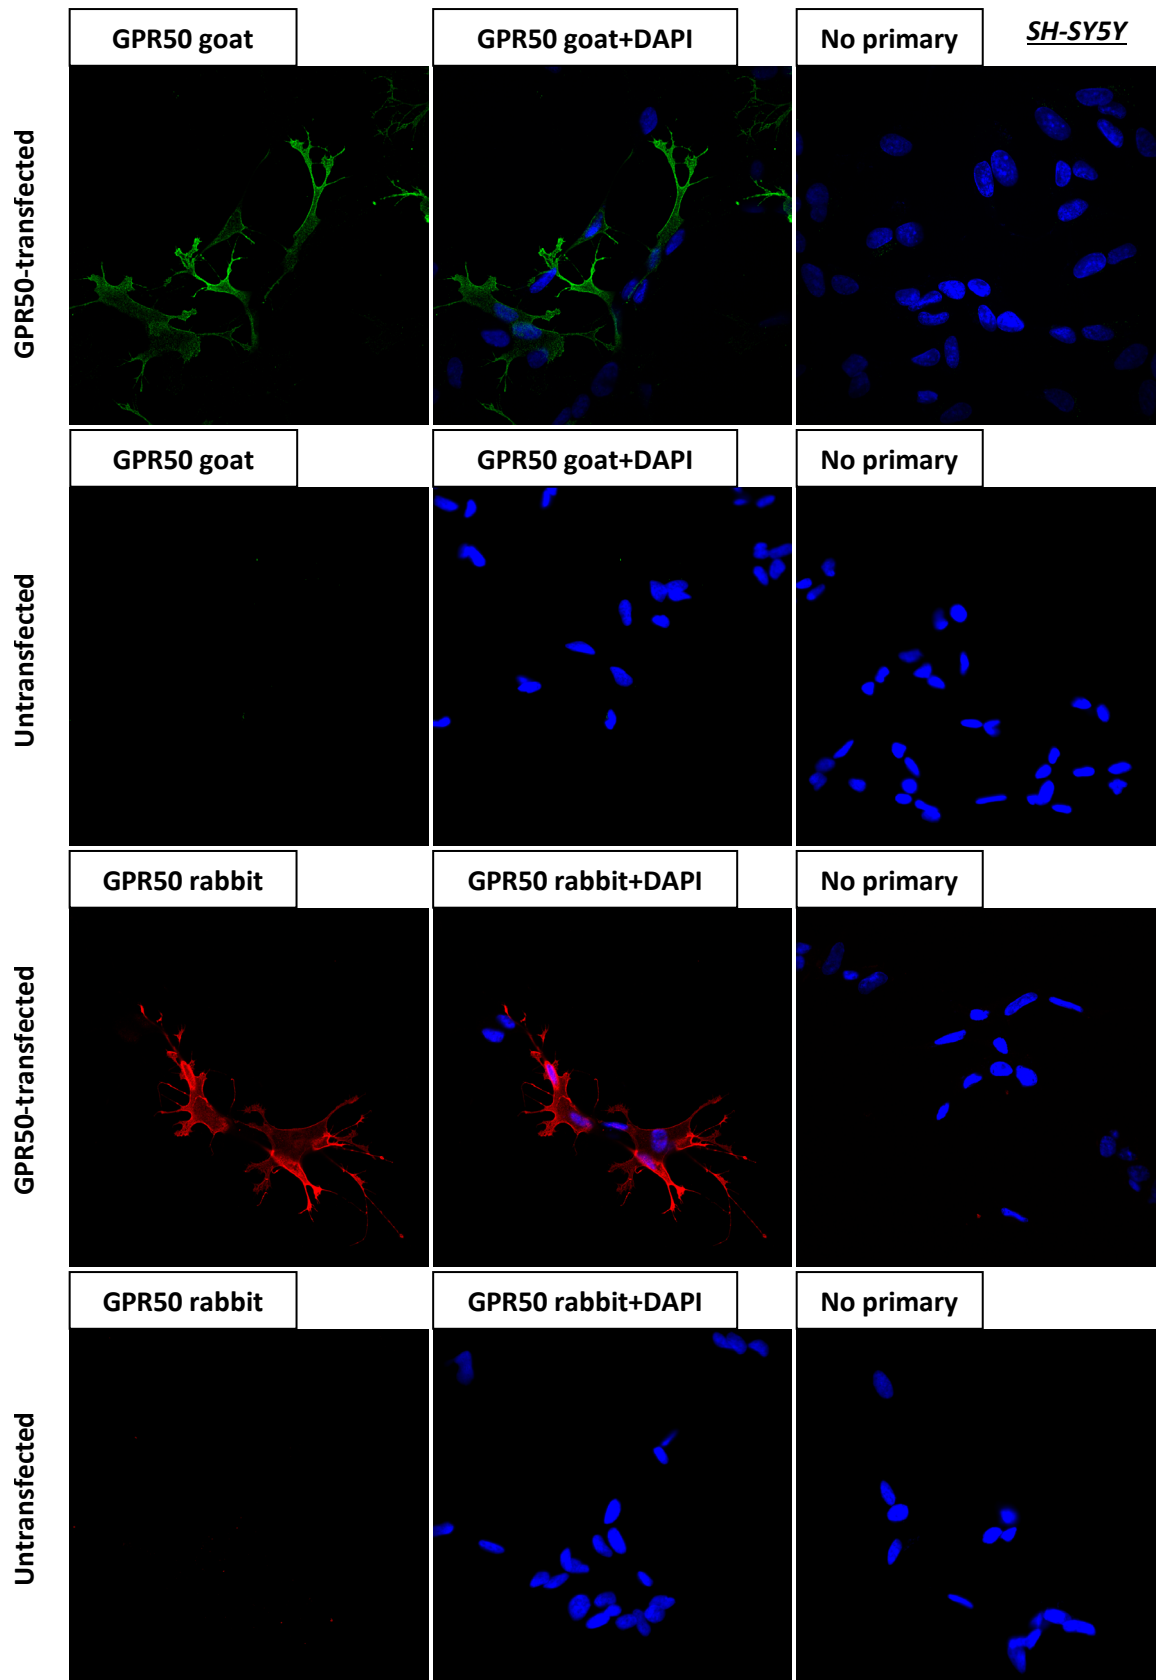 GPR50 goat
GPR50 goat+DAPI
No primary
SH-SY5Y
GPR50-transfected
GPR50 goat
GPR50 goat+DAPI
No primary
Untransfected
GPR50 rabbit
GPR50 rabbit+DAPI
No primary
GPR50-transfected
GPR50 rabbit
GPR50 rabbit+DAPI
No primary
Untransfected